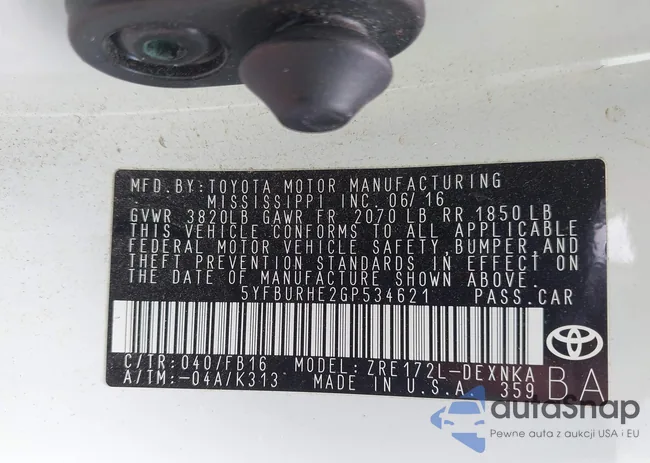 MFD. BY: TOYOTA MOTOR MANUFACTURING
MISSISSIPPI INC. 06/16
GVWR 3820LB GAWR FR 2070 LB RR 1850 LB
THIS VEHICLE CONFORMS TO ALL APPLICABLE
FEDERAL MOTOR VEHICLE SAFETY, BUMPER, AND
THEFT PREVENTION STANDARDS IN EFFECT ON
THE DATE OF MANUFACTURE SHOWN ABOVE.
5YFBURHE2GP534621 PASS. CAR
C/TR: 040/FB16 MODEL: ZRE172L-DEXNKA
A/TM: -04A/K313 MADE IN U.S.A. 359 BA
autoSnap
Pewne auta z aukcji USA i EU